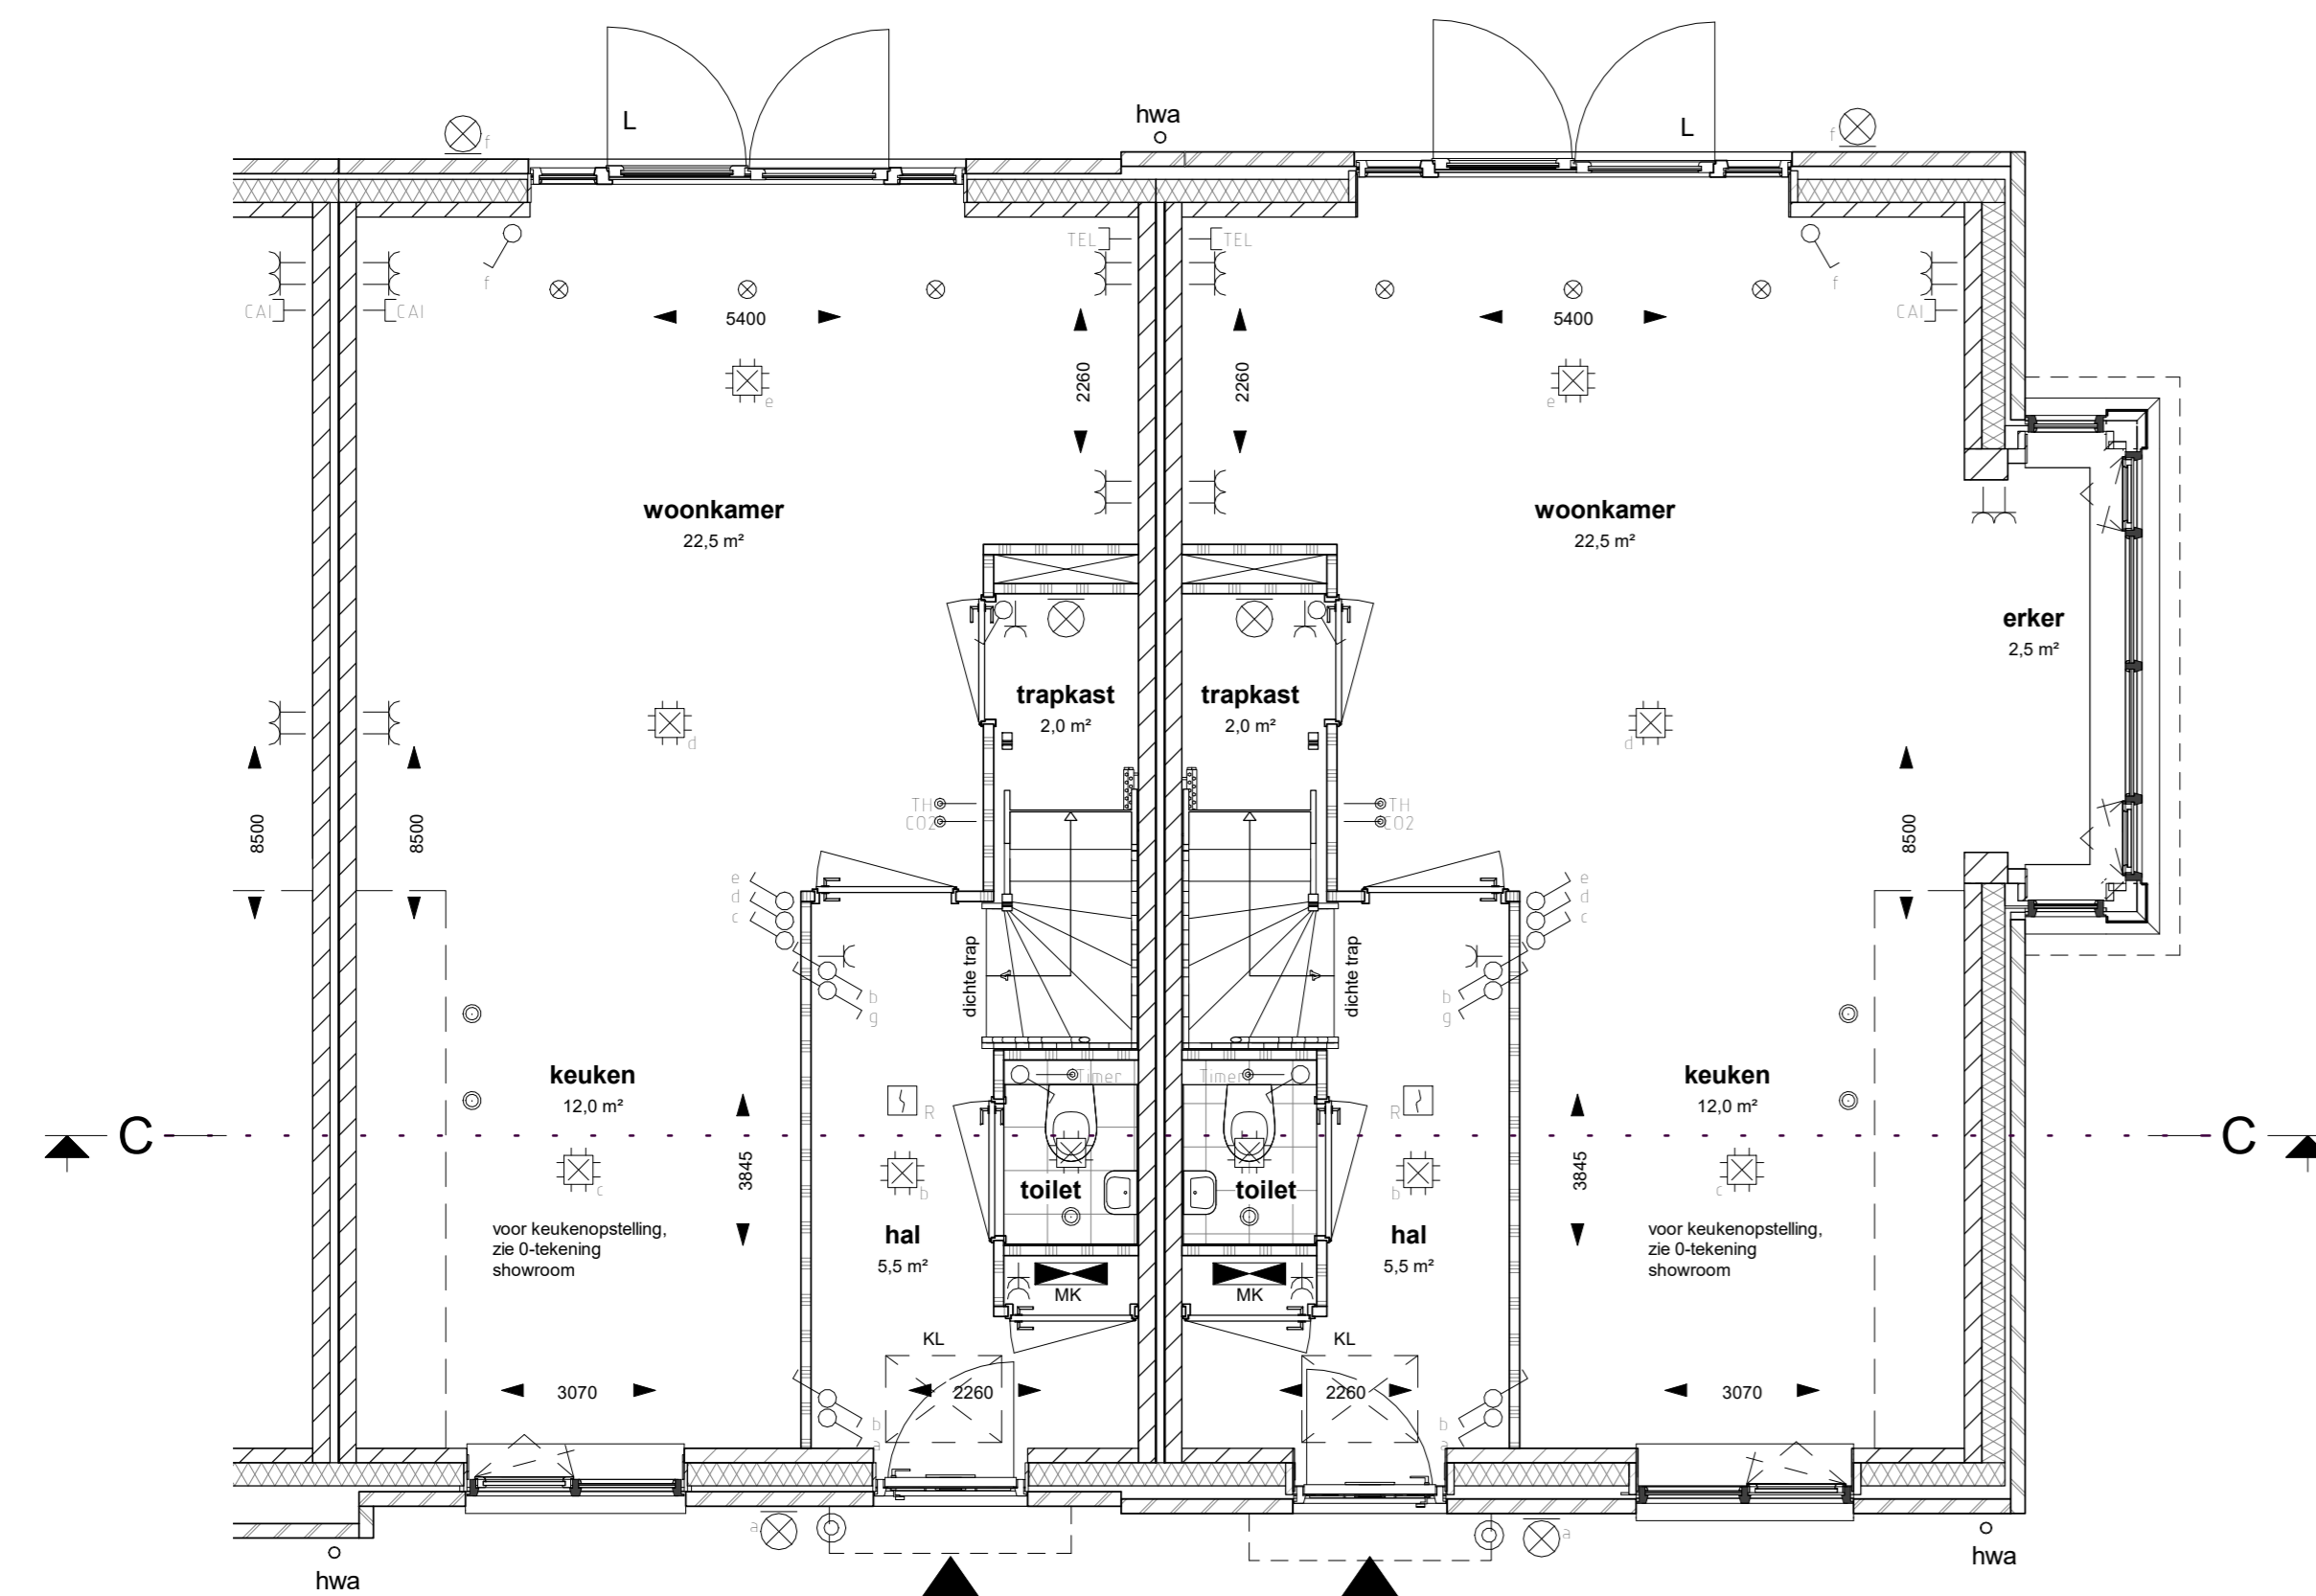 L
hwa
L
f
f
TEL
TEL
f
f
CAI
CAI
CAI
5400
5400
2260
2260
e
e
woonkamer
22,5 m²
woonkamer
22,5 m²
erker
2,5 m²
trapkast
2,0 m²
trapkast
2,0 m²
d
d
TH
CO2
TH
CO2
8500
8500
8500
e
d
c
e
d
c
dichte trap
dichte trap
b
g
b
g
keuken
12,0 m²
Timer
Timer
keuken
12,0 m²
R
R
C
C
3845
3845
c
b
b
c
toilet
toilet
voor keukenopstelling,
zie 0-tekening
showroom
hal
5,5 m²
hal
5,5 m²
voor keukenopstelling,
zie 0-tekening
showroom
MK
MK
KL
KL
3070
2260
2260
3070
b
a
b
a
a
a
hwa
hwa